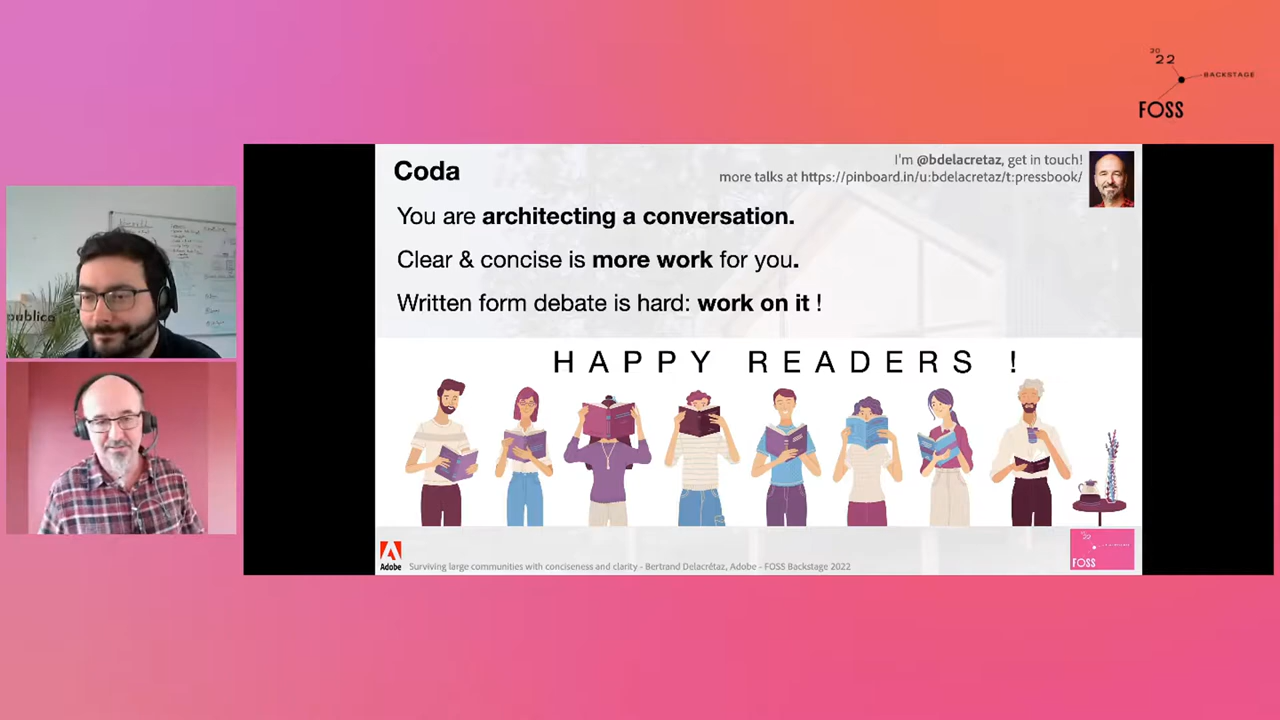 20
22
BACKSTAGE
FOSS
Coda
I'm @bdelacretaz, get in touch!
more talks at https://pinboard.in/u:bdelacretaz/t:pressbook/
You are architecting a conversation.
Clear & concise is more work for you.
Written form debate is hard: work on it !
HAPPY READERS !
publica
Adobe
Surviving large communities with conciseness and clarity - Bertrand Delacrétaz, Adobe - FOSS Backstage 2022
FOSS